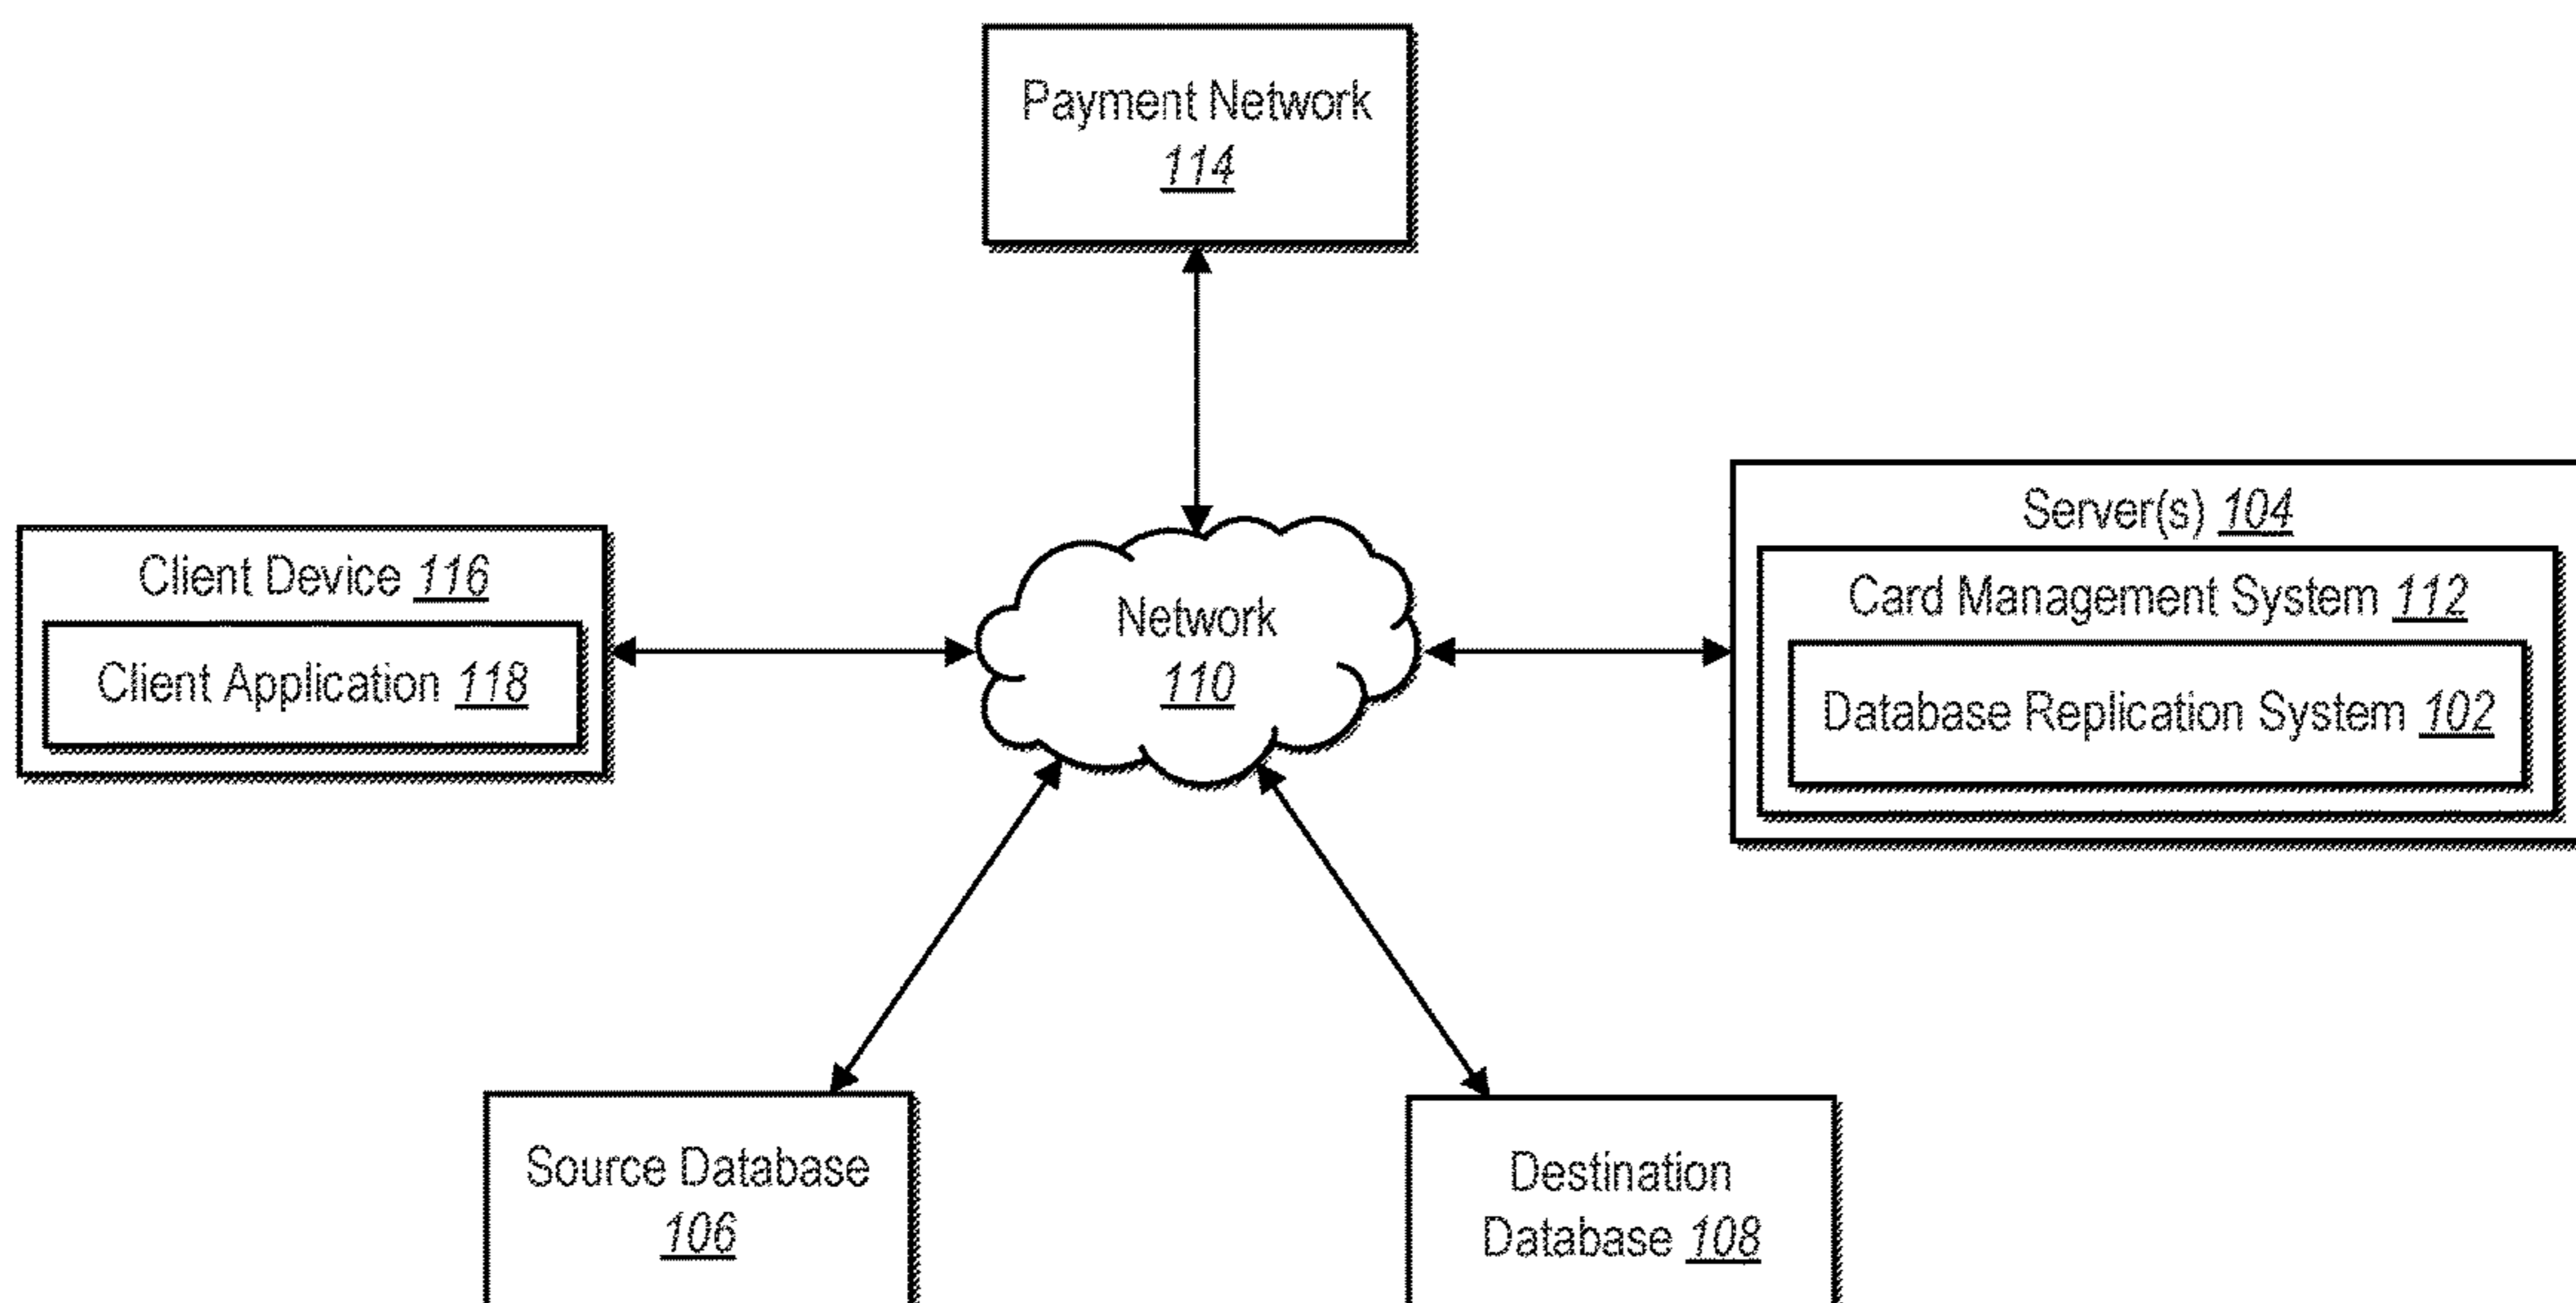 Payment Network
114
Server(s) 104
Client Device 116
Card Management System 112
Network
110
Client Application 118
Database Replication System 102
Source Database
106
Destination
Database 108